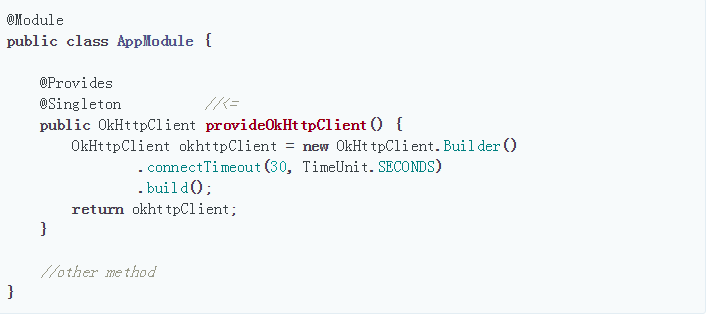 @Module
public class AppModule {
@Provides
@Singleton //<=
public OkHttpClient provideOkHttpClient() {
OkHttpClient okhttpClient = new OkHttpClient.Builder()
.connectTimeout(30, TimeUnit.SECONDS)
.build();
return okhttpClient;
}
//other method
}